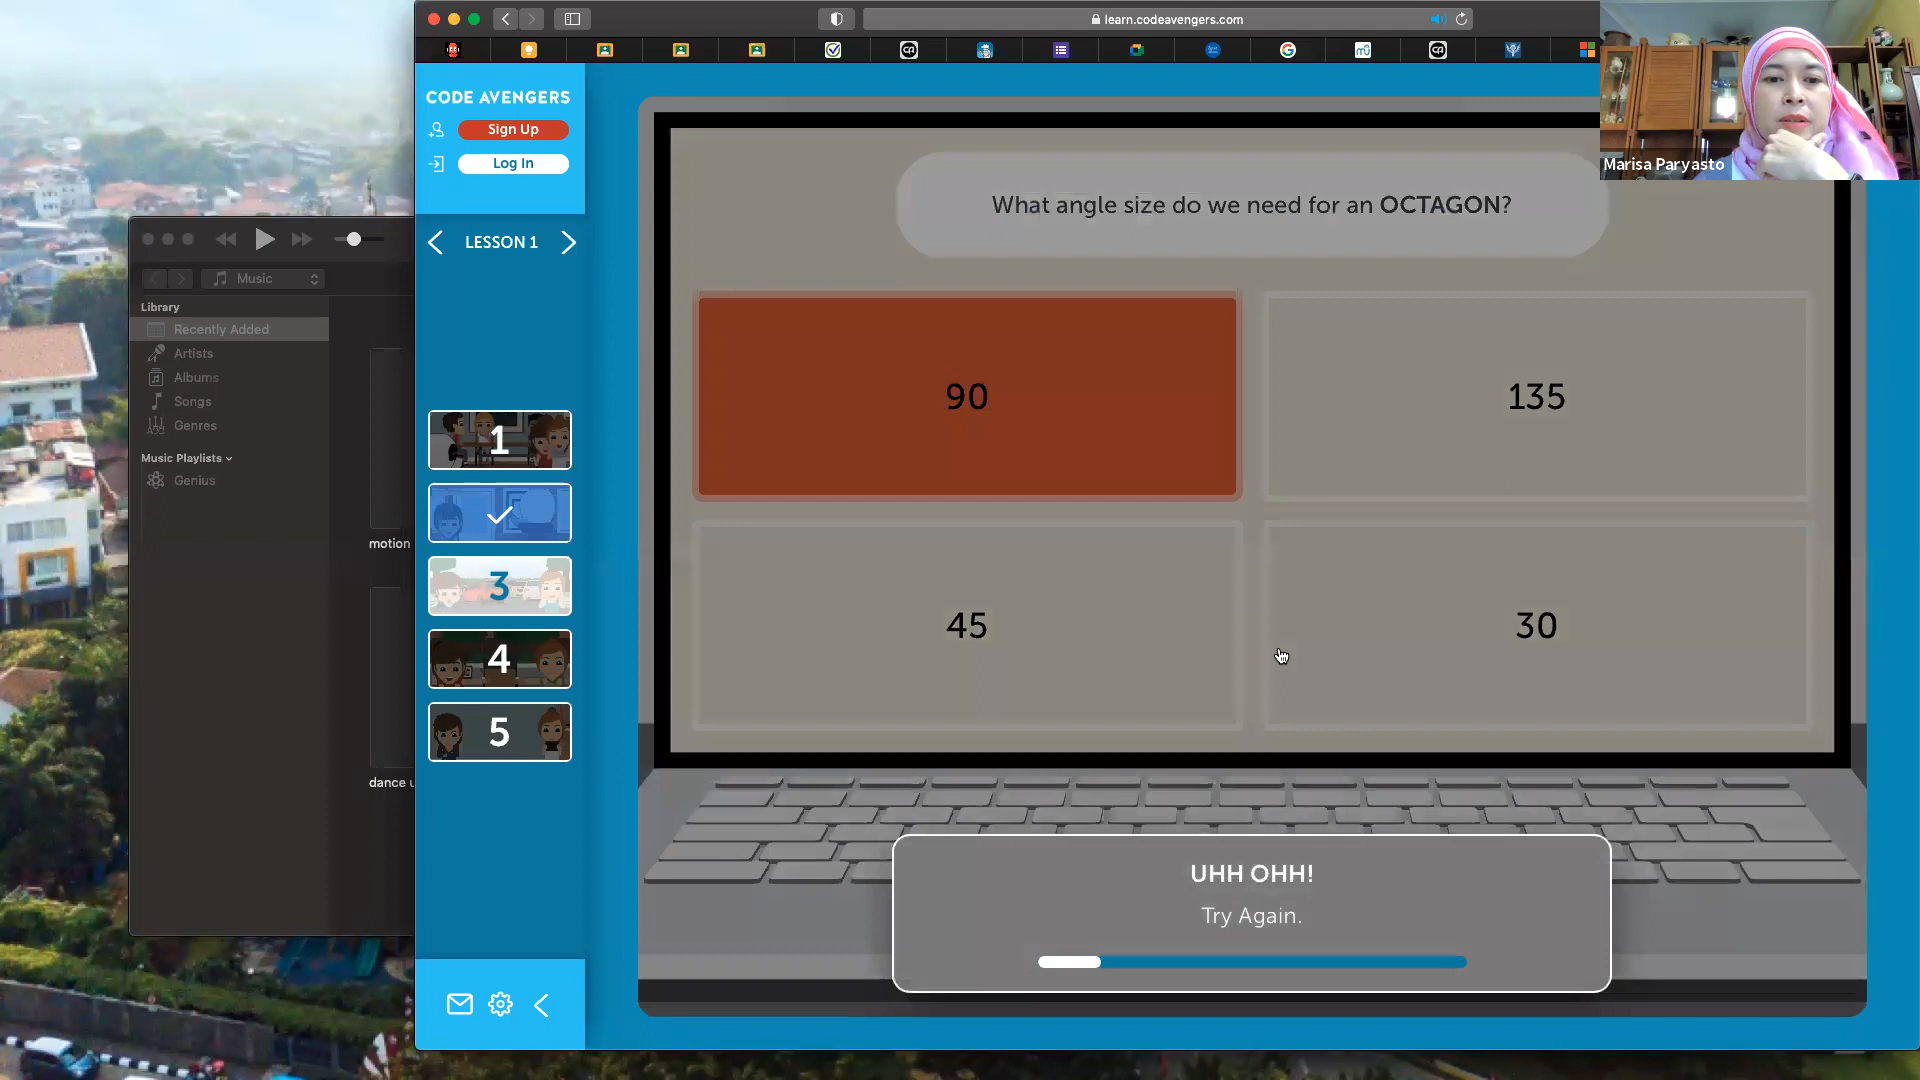 learn.codeavengers.com
CODE AVENGERS
Sign Up
Log In
LESSON 1
1
3
4
5
What angle size do we need for an OCTAGON?
90
135
45
30
UHH OHH!
Try Again.
Marisa Paryasto
Music
Library
Recently Added
Artists
Albums
Songs
Genres
Music Playlists
Genius
motion
dance u